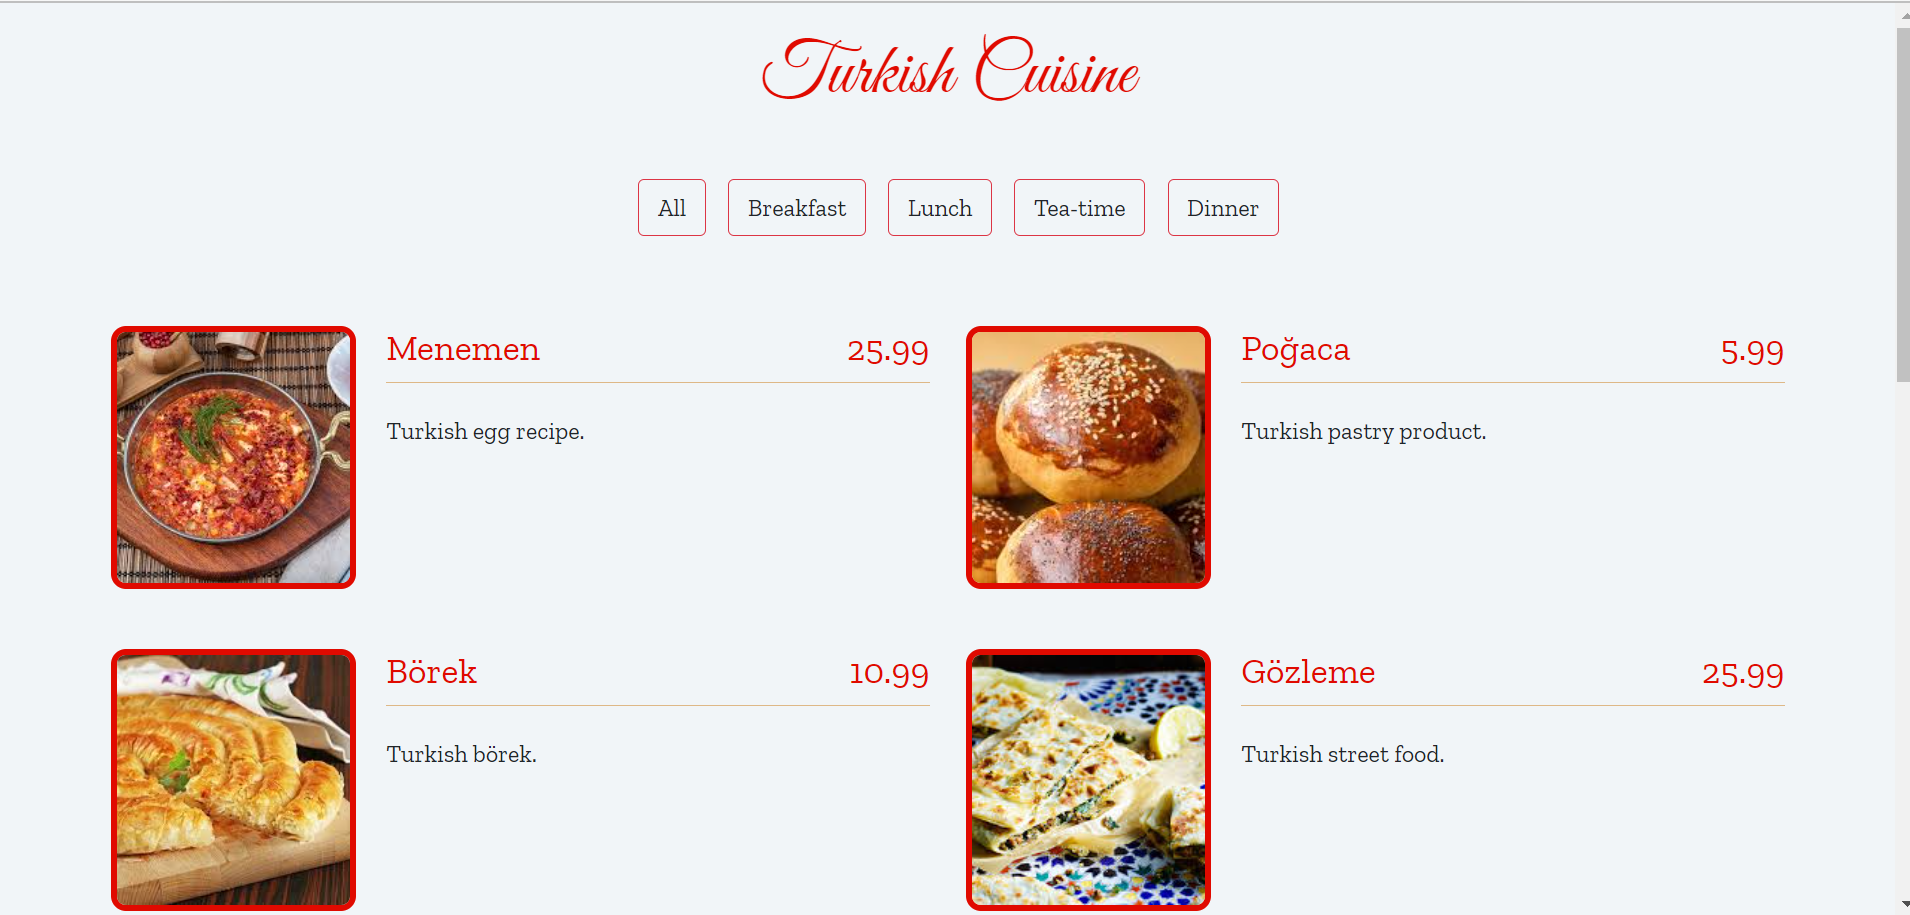 Turkish Cuisine
All Breakfast Lunch Tea-time Dinner
Menemen 25.99
Turkish egg recipe.
Poğaca 5.99
Turkish pastry product.
Börek 10.99
Turkish börek.
Gözleme 25.99
Turkish street food.